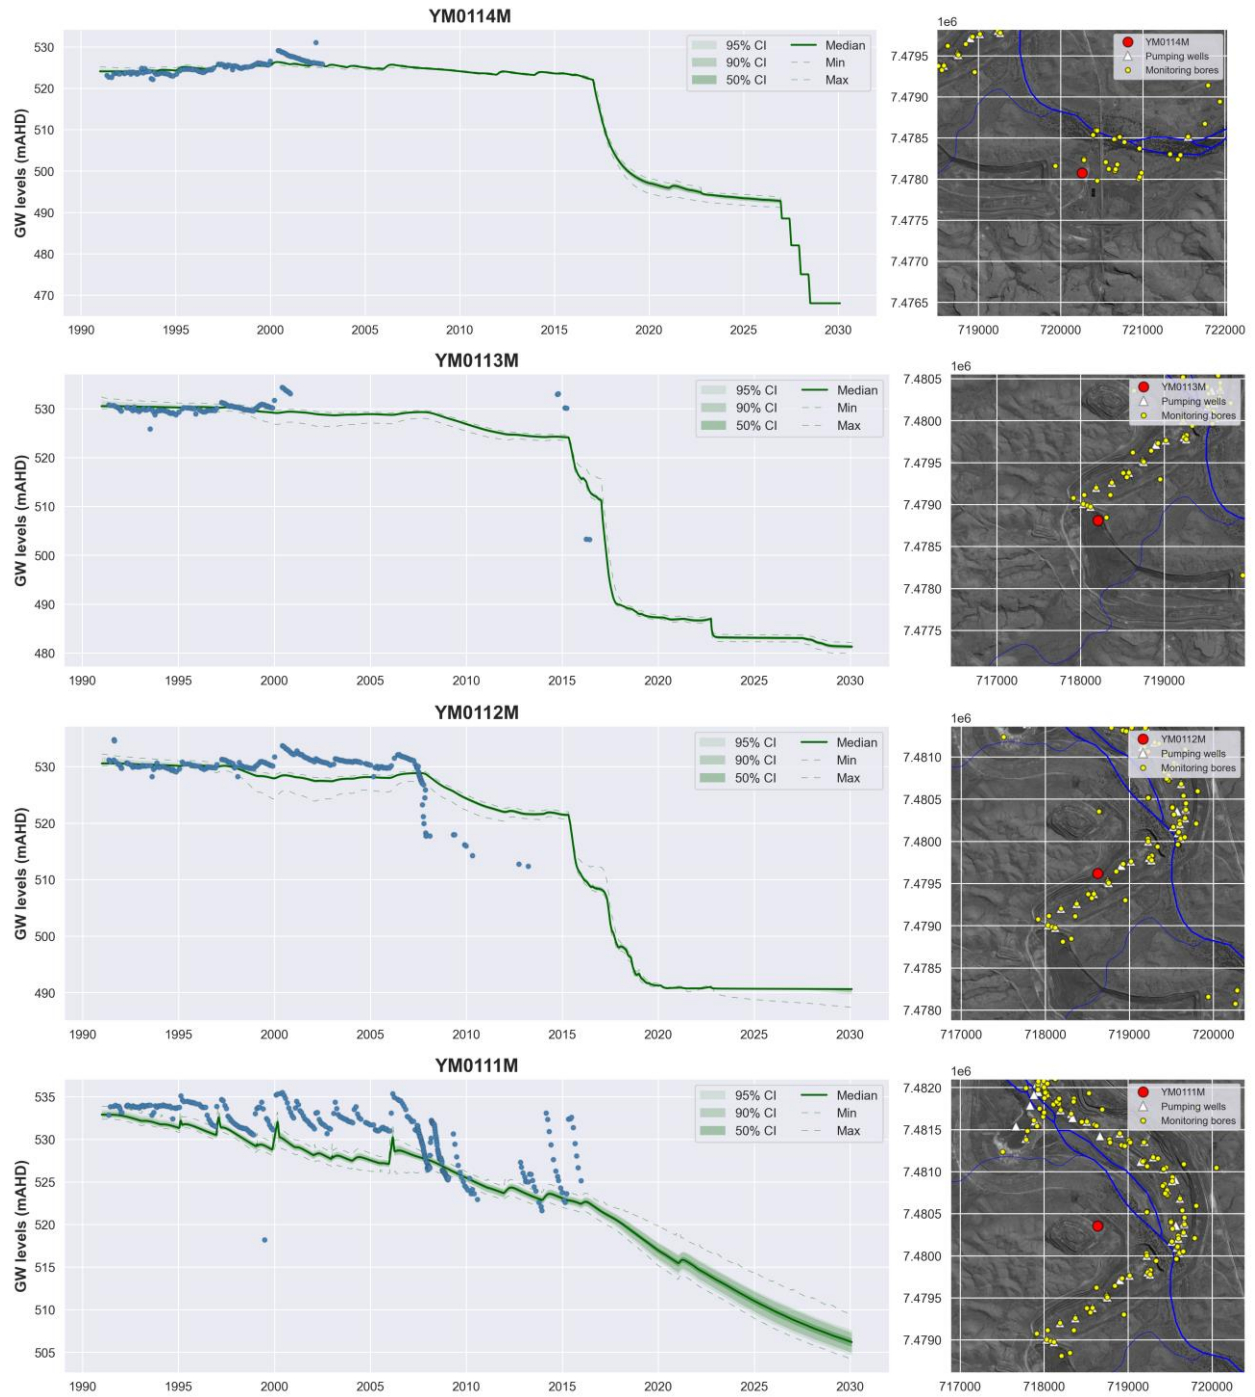 YM0114M
GW levels (mAHD)
530
520
510
500
490
480
470
1990 1995 2000 2005 2010 2015 2020 2025 2030
95% CI Median
90% CI Min
50% CI Max
1e6
7.4795
7.4790
7.4785
7.4780
7.4775
7.4770
7.4765
719000 720000 721000 722000
YM0114M
Pumping wells
Monitoring bores
YM0113M
GW levels (mAHD)
530
520
510
500
490
480
1990 1995 2000 2005 2010 2015 2020 2025 2030
95% CI Median
90% CI Min
50% CI Max
1e6
7.4805
7.4800
7.4795
7.4790
7.4785
7.4780
7.4775
717000 718000 719000
YM0113M
Pumping wells
Monitoring bores
YM0112M
GW levels (mAHD)
530
520
510
500
490
1990 1995 2000 2005 2010 2015 2020 2025 2030
95% CI Median
90% CI Min
50% CI Max
1e6
7.4810
7.4805
7.4800
7.4795
7.4790
7.4785
7.4780
717000 718000 719000 720000
YM0112M
Pumping wells
Monitoring bores
YM0111M
GW levels (mAHD)
535
530
525
520
515
510
505
1990 1995 2000 2005 2010 2015 2020 2025 2030
95% CI Median
90% CI Min
50% CI Max
1e6
7.4820
7.4815
7.4810
7.4805
7.4800
7.4795
7.4790
717000 718000 719000 720000
YM0111M
Pumping wells
Monitoring bores